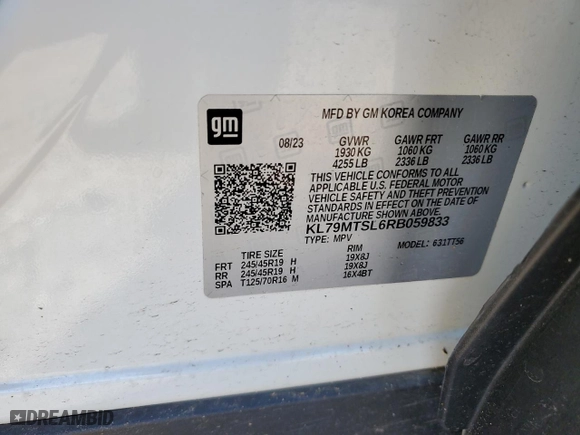 gm
MFD BY GM KOREA COMPANY
08/23 GVWR GAWR FRT GAWR RR
1930 KG 1060 KG 1060 KG
4255 LB 2336 LB 2336 LB
THIS VEHICLE CONFORMS TO ALL
APPLICABLE U.S. FEDERAL MOTOR
VEHICLE SAFETY AND THEFT PREVENTION
STANDARDS IN EFFECT ON THE DATE OF
MANUFACTURE SHOWN ABOVE.
KL79MTSL6RB059833
TYPE: MPV MODEL: 631TT56
TIRE SIZE RIM
FRT 245/45R19 H 19X8J
RR 245/45R19 H 19X8J
SPA T125/70R16 M 16X4BT
DREAMBID